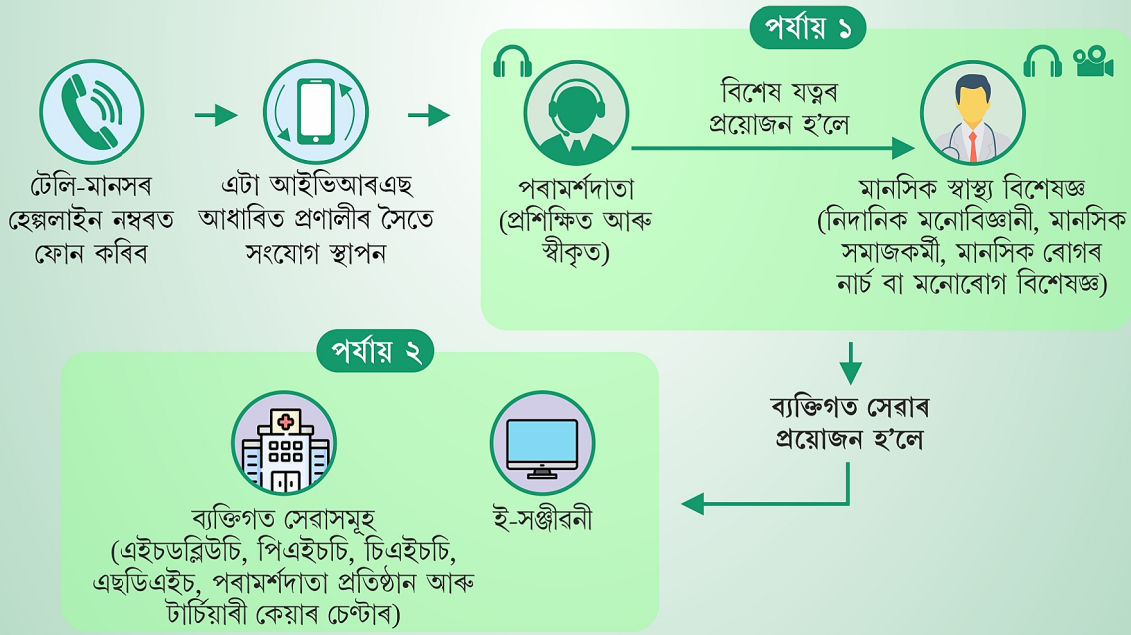 পৰ্যায় ১
টেলি-মানসৰ
হেল্পলাইন নম্বৰত
ফোন কৰিব
এটা আইভিআৰএছ
আধাৰিত প্ৰণালীৰ সৈতে
সংযোগ স্থাপন
পৰামৰ্শদাতা
(প্ৰশিক্ষিত আৰু
স্বীকৃত)
বিশেষ যত্নৰ
প্ৰয়োজন হ’লে
মানসিক স্বাস্থ্য বিশেষজ্ঞ
(নিদানিক মনোবিজ্ঞানী, মানসিক
সমাজকৰ্মী, মানসিক ৰোগৰ
নাৰ্চ বা মনোৰোগ বিশেষজ্ঞ)
ব্যক্তিগত সেৱাৰ
প্ৰয়োজন হ’লে
পৰ্যায় ২
ব্যক্তিগত সেৱাসমূহ
(এইচডব্লিউচি, পিএইচচি, চিএইচচি,
এছডিএইচ, পৰামৰ্শদাতা প্ৰতিষ্ঠান আৰু
টাৰ্চিয়াৰী কেয়াৰ চেণ্টাৰ)
ই-সঞ্জীৱনী